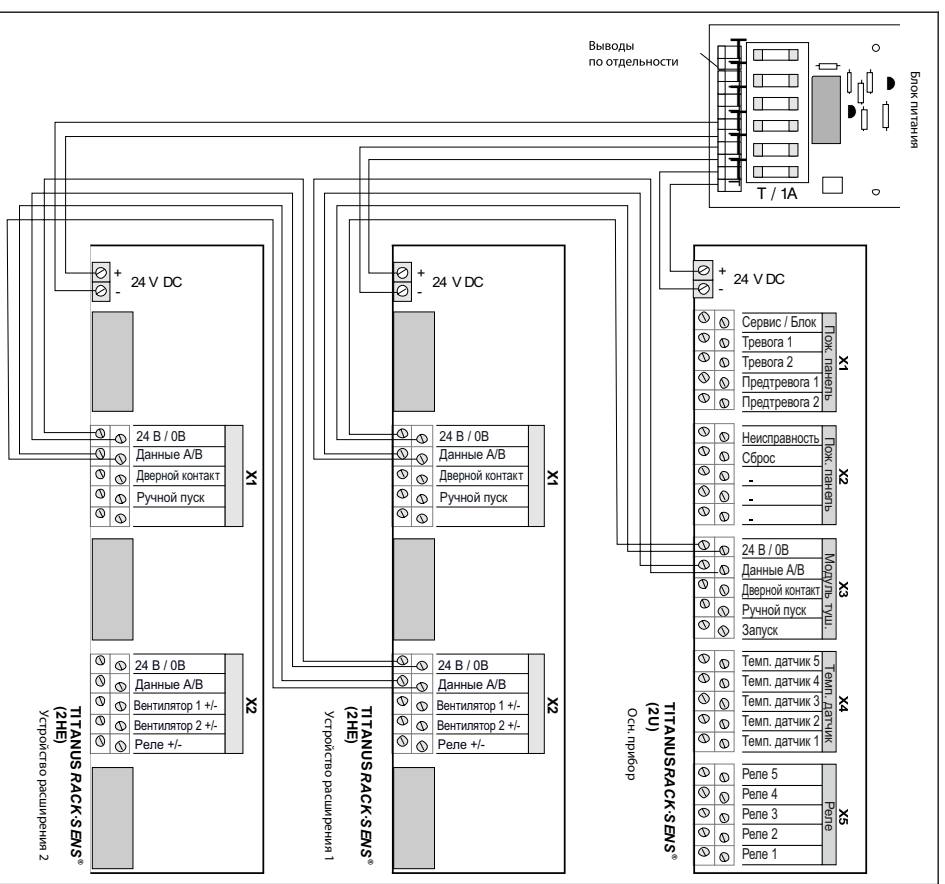 Выводы
по отдельности
Блок питания
T / 1A
+
24 V DC
-
24 В / 0В
Данные А/В
Дверной контакт
Ручной пуск
X1
24 В / 0В
Данные А/В
Вентилятор 1 +/-
Вентилятор 2 +/-
Реле +/-
X2
TITANUS RACK·SENS®
(2HE)
Устройство расширения 2
+
24 V DC
-
24 В / 0В
Данные А/В
Дверной контакт
Ручной пуск
X1
24 В / 0В
Данные А/В
Вентилятор 1 +/-
Вентилятор 2 +/-
Реле +/-
X2
TITANUS RACK·SENS®
(2HE)
Устройство расширения 1
+
24 V DC
-
Сервис / Блок
Тревога 1
Тревога 2
Предтревога 1
Предтревога 2
Пож. панель
X1
Неисправность
Сброс
-
-
-
Пож. панель
X2
24 В / 0В
Данные А/В
Дверной контакт
Ручной пуск
Запуск
Модуль туш.
X3
Темп. датчик 5
Темп. датчик 4
Темп. датчик 3
Темп. датчик 2
Темп. датчик 1
Темп. датчик
X4
Реле 5
Реле 4
Реле 3
Реле 2
Реле 1
Реле
X5
TITANUS RACK·SENS®
(2U)
Осн. прибор